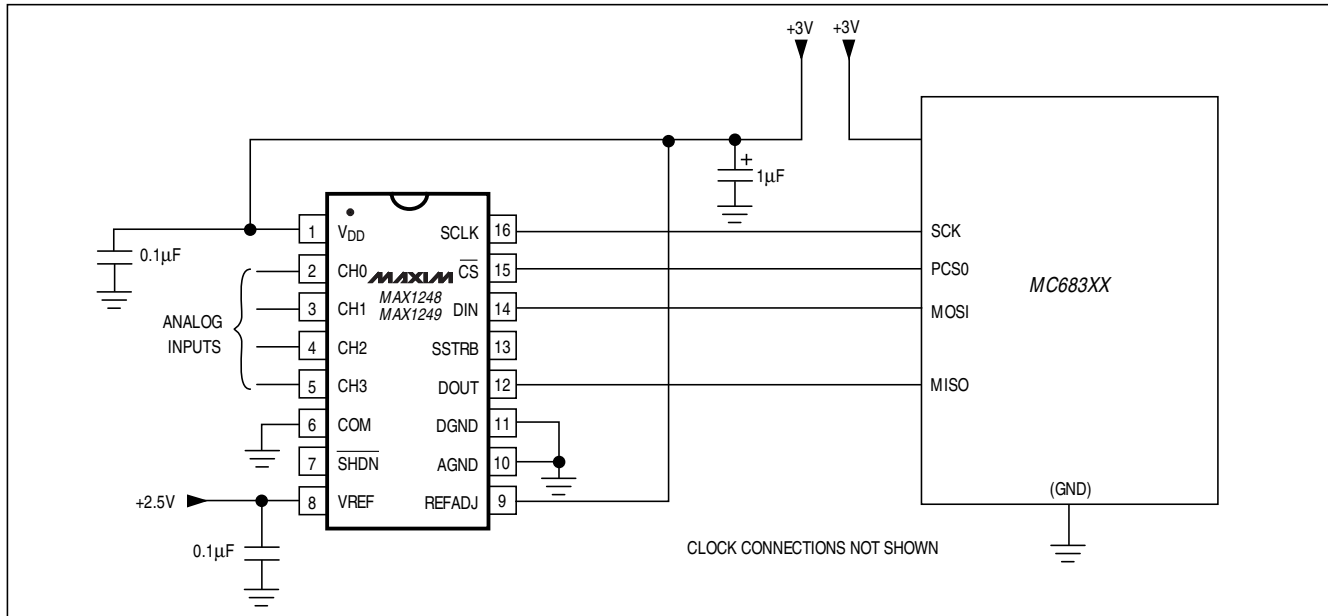 +3V
+3V
+
1µF
0.1µF
1
VDD
SCLK
16
SCK
2
CH0
MAXIM
CS
15
PCS0
MC683XX
MAX1248
MAX1249
3
CH1
DIN
14
MOSI
ANALOG
INPUTS
4
CH2
SSTRB
13
5
CH3
DOUT
12
MISO
6
COM
DGND
11
7
SHDN
AGND
10
+2.5V
8
VREF
REFADJ
9
(GND)
0.1µF
CLOCK CONNECTIONS NOT SHOWN